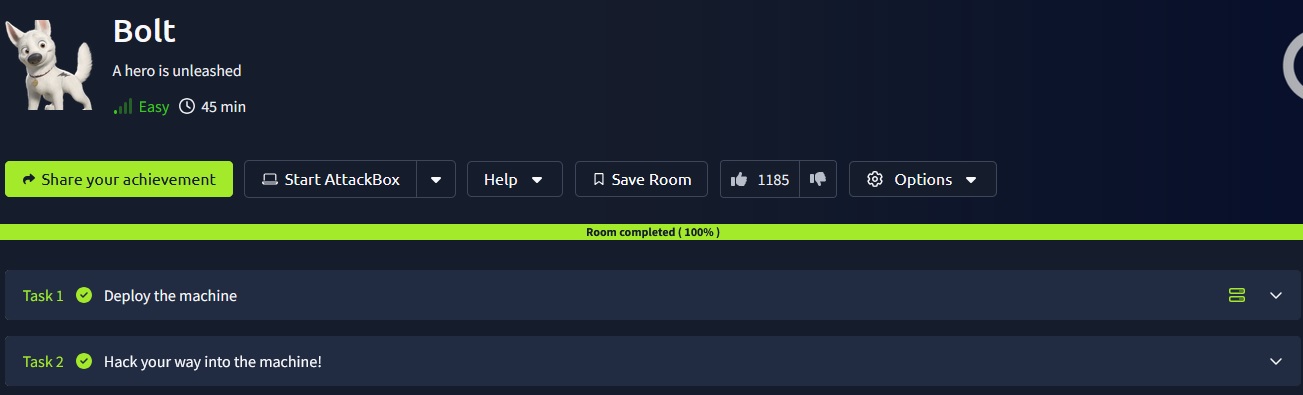 Bolt
A hero is unleashed
Easy 45 min
Share your achievement Start AttackBox Help Save Room 1185 Options
Room completed ( 100% )
Task 1 Deploy the machine
Task 2 Hack your way into the machine!